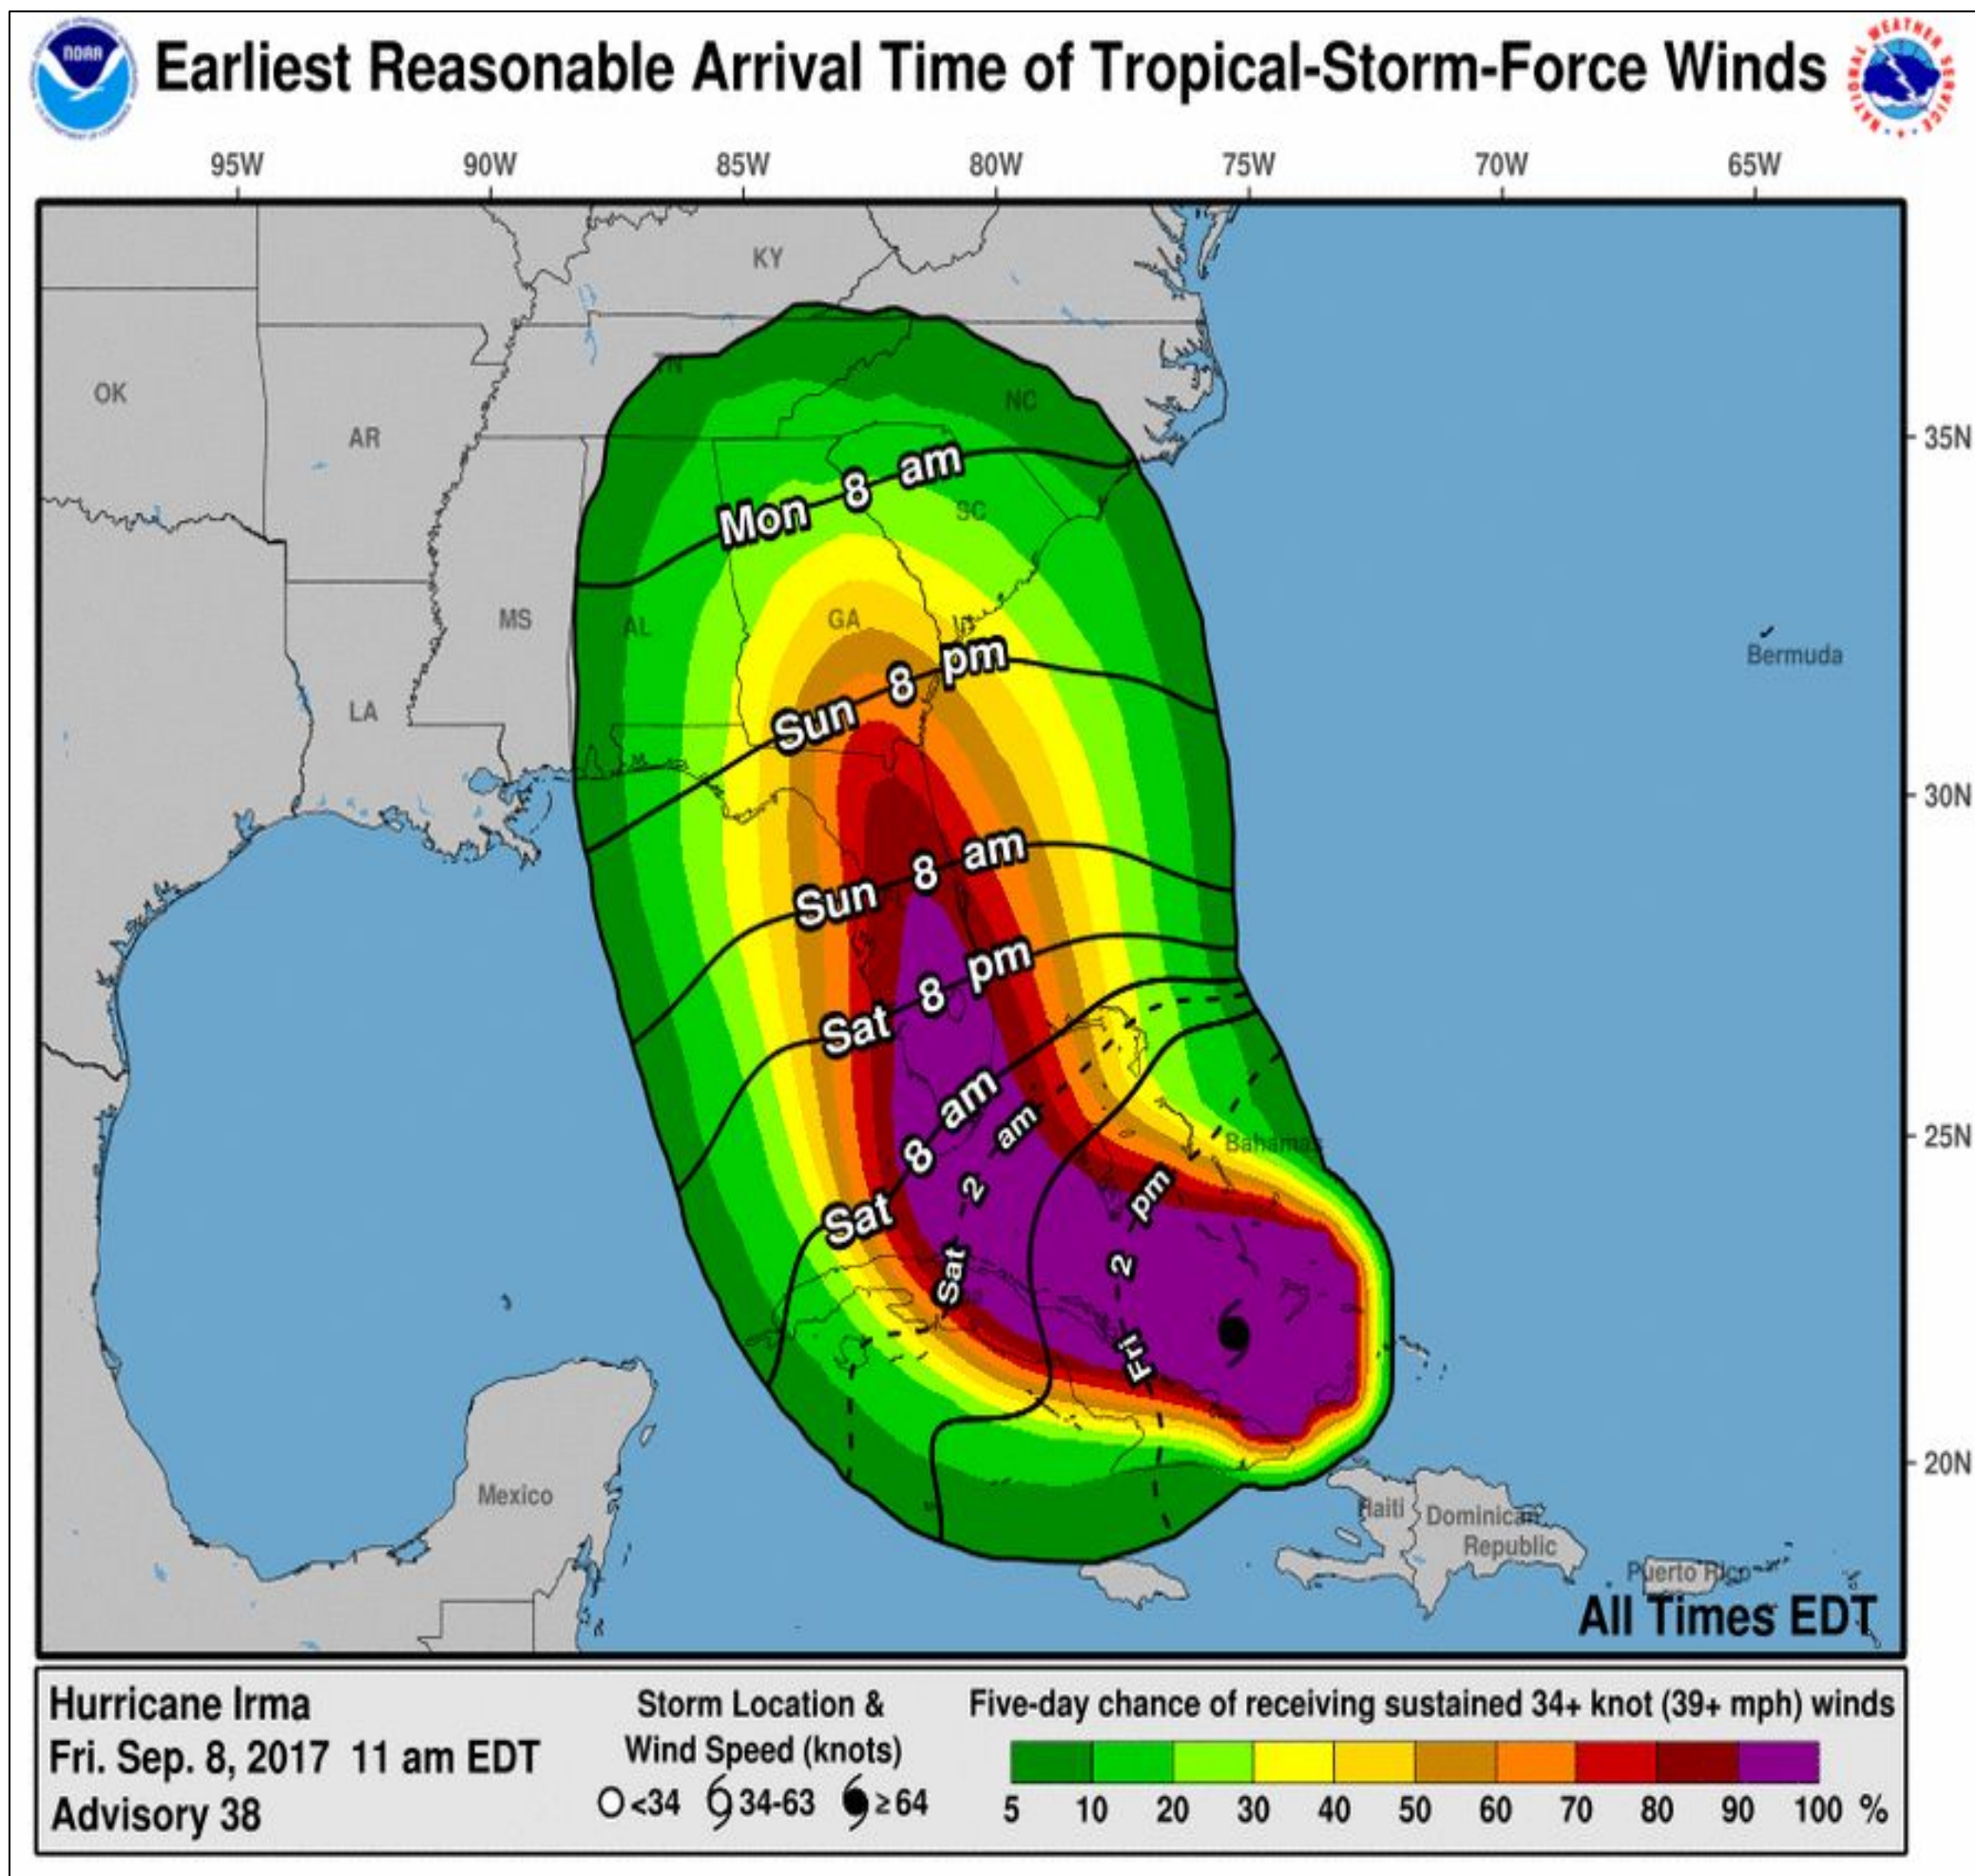 NOAA
Earliest Reasonable Arrival Time of Tropical-Storm-Force Winds
NATIONAL WEATHER SERVICE
95W 90W 85W 80W 75W 70W 65W
KY
TN
OK
NC
AR
35N
Mon 8 am
SC
MS
AL
GA
Bermuda
Sun 8 pm
LA
30N
Sun 8 am
Sat 8 pm
Sat 8 am
Sat 2 am
Bahamas
25N
Fri 2 pm
20N
Mexico
Haiti
Dominican
Republic
Puerto Rico
All Times EDT
Hurricane Irma
Fri. Sep. 8, 2017 11 am EDT
Advisory 38
Storm Location &
Wind Speed (knots)
<34 34-63 ≥64
Five-day chance of receiving sustained 34+ knot (39+ mph) winds
5 10 20 30 40 50 60 70 80 90 100 %